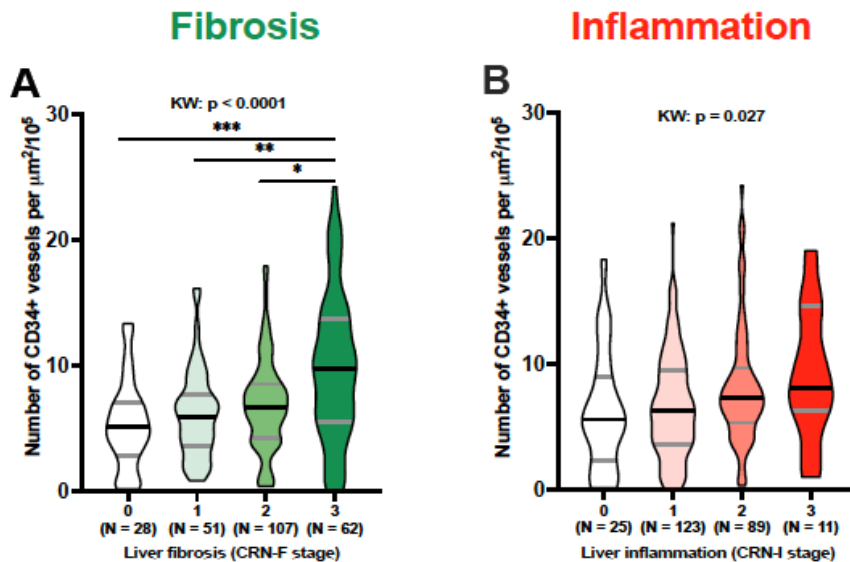 Fibrosis
Inflammation
A
KW: p < 0.0001
***
**
*
Number of CD34+ vessels per µm²/10⁵
30
20
10
0
0 1 2 3
(N = 28) (N = 51) (N = 107) (N = 62)
Liver fibrosis (CRN-F stage)
B
KW: p = 0.027
Number of CD34+ vessels per µm²/10⁵
30
20
10
0
0 1 2 3
(N = 25) (N = 123) (N = 89) (N = 11)
Liver inflammation (CRN-I stage)